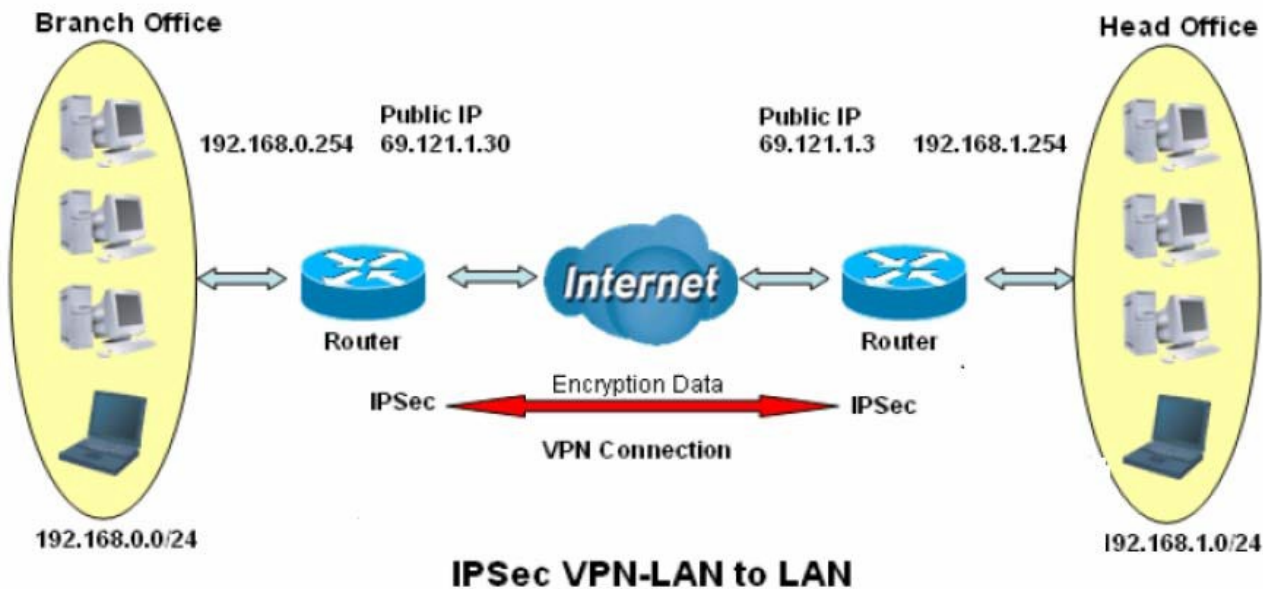 Branch Office
Head Office
Public IP
Public IP
192.168.0.254
69.121.1.30
69.121.1.3
192.168.1.254
Internet
Router
Router
Encryption Data
IPSec
IPSec
VPN Connection
192.168.0.0/24
192.168.1.0/24
IPSec VPN-LAN to LAN